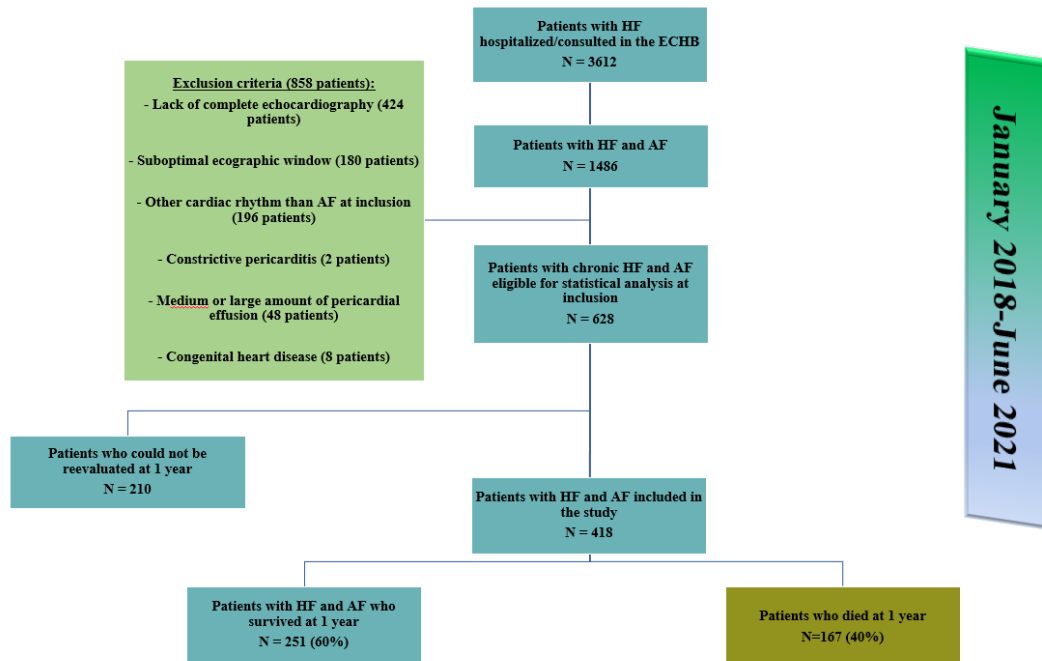 Patients with HF
hospitalized/consulted in the ECHB
N = 3612
Exclusion criteria (858 patients):
- Lack of complete echocardiography (424
patients)
- Suboptimal ecographic window (180 patients)
- Other cardiac rhythm than AF at inclusion
(196 patients)
- Constrictive pericarditis (2 patients)
- Medium or large amount of pericardial
effusion (48 patients)
- Congenital heart disease (8 patients)
Patients with HF and AF
N = 1486
Patients with chronic HF and AF
eligible for statistical analysis at
inclusion
N = 628
Patients who could not be
reevaluated at 1 year
N = 210
Patients with HF and AF included in
the study
N = 418
Patients with HF and AF who
survived at 1 year
N = 251 (60%)
Patients who died at 1 year
N=167 (40%)
January 2018-June 2021